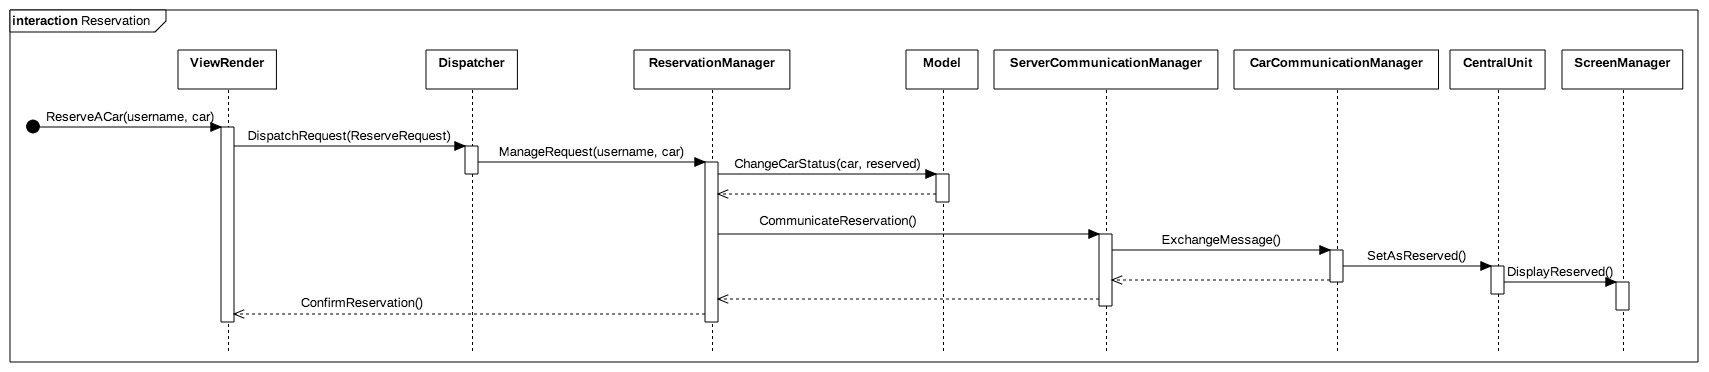 interaction Reservation
ViewRender
Dispatcher
ReservationManager
Model
ServerCommunicationManager
CarCommunicationManager
CentralUnit
ScreenManager
ReserveACar(username, car)
DispatchRequest(ReserveRequest)
ManageRequest(username, car)
ChangeCarStatus(car, reserved)
CommunicateReservation()
ExchangeMessage()
SetAsReserved()
DisplayReserved()
ConfirmReservation()